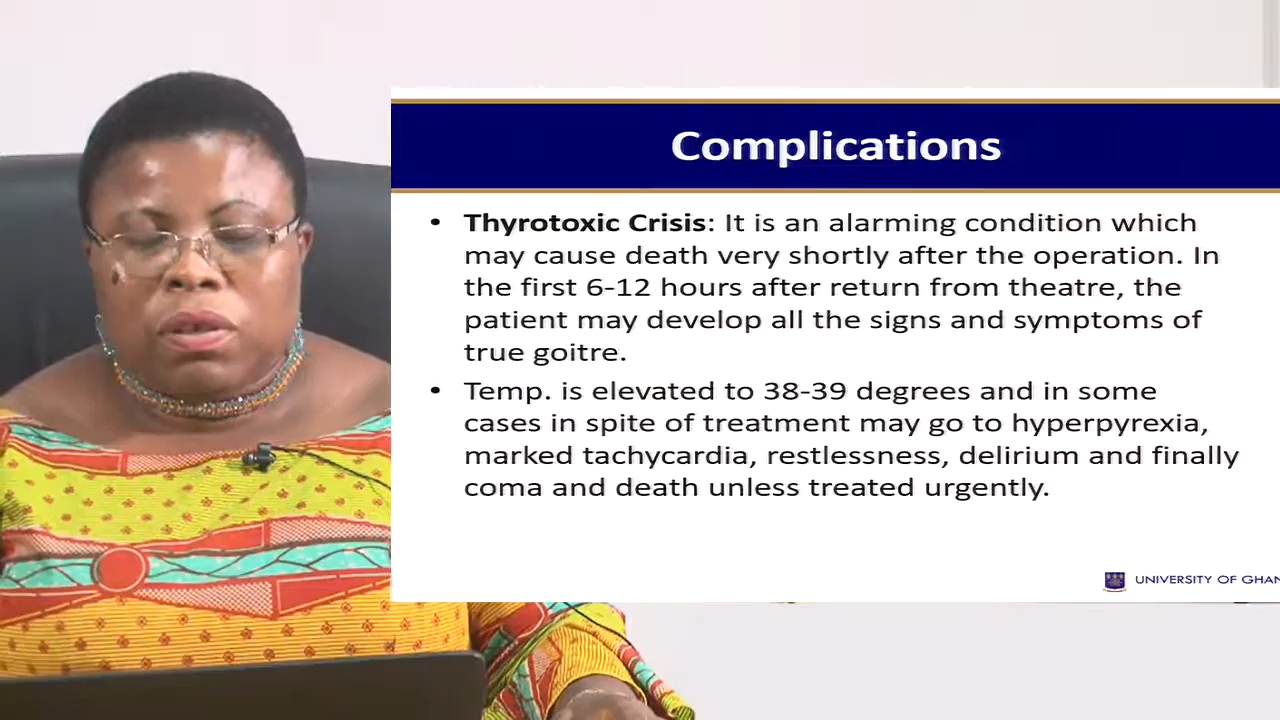 Complications
• Thyrotoxic Crisis: It is an alarming condition which
may cause death very shortly after the operation. In
the first 6-12 hours after return from theatre, the
patient may develop all the signs and symptoms of
true goitre.
• Temp. is elevated to 38-39 degrees and in some
cases in spite of treatment may go to hyperpyrexia,
marked tachycardia, restlessness, delirium and finally
coma and death unless treated urgently.
UNIVERSITY OF GHAN